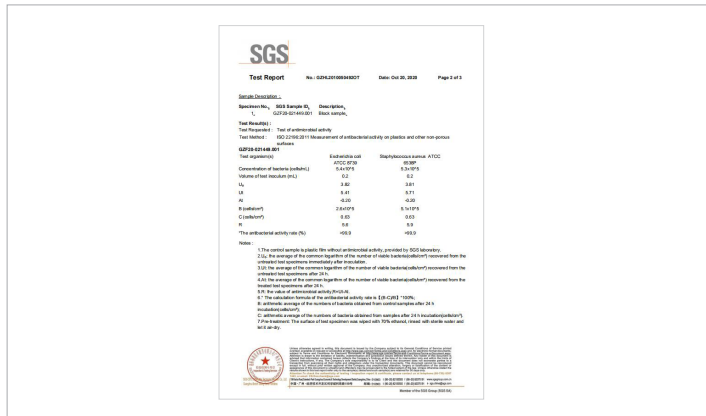 SGS
Test Report No.: GZHL2010050482OT Date: Oct 20, 2020 Page 3 of 3
Sample Description :
Specimen No. SGS Sample ID Description
1 GZF20-021449.001 Block sample
Test Result(s) :
Test Requested : Test of antimicrobial activity
Test Method : ISO 22196:2011 Measurement of antibacterial activity on plastics and other non-porous
surfaces
GZF20-021449.001
Test organism(s) Escherichia coli Staphylococcus aureus ATCC
ATCC 8739 6538P
Concentration of bacteria (cells/mL) 5.4x10^5 5.3x10^5
Volume of test inoculum (mL) 0.2 0.2
U0 3.82 3.81
Ut 5.41 5.71
At -0.20 -0.20
B (cells/cm²) 2.6x10^5 5.1x10^5
C (cells/cm²) 0.63 0.63
R 5.6 5.9
*The antibacterial activity rate (%) >99.9 >99.9
Notes :
1.The control sample is plastic film without antimicrobial activity, provided by SGS laboratory.
2.U0: the average of the common logarithm of the number of viable bacteria(cells/cm²) recovered from the
untreated test specimens immediately after inoculation.
3.Ut: the average of the common logarithm of the number of viable bacteria(cells/cm²) recovered from the
untreated test specimens after 24 h.
4.At: the average of the common logarithm of the number of viable bacteria(cells/cm²) recovered from the
treated test specimens after 24 h.
5.R: the value of antimicrobial activity,R=Ut-At.
6.* The calculation formula of the antibacterial activity rate is【(B-C)/B】*100%:
B: arithmetic average of the numbers of bacteria obtained from control samples after 24 h
incubation(cells/cm²).
C: arithmetic average of the numbers of bacteria obtained from samples after 24 h incubation(cells/cm²).
7.Pre-treatment: The surface of test specimen was wiped with 70% ethanol, rinsed with sterile water and
let it air-dry.
Member of the SGS Group (SGS SA)